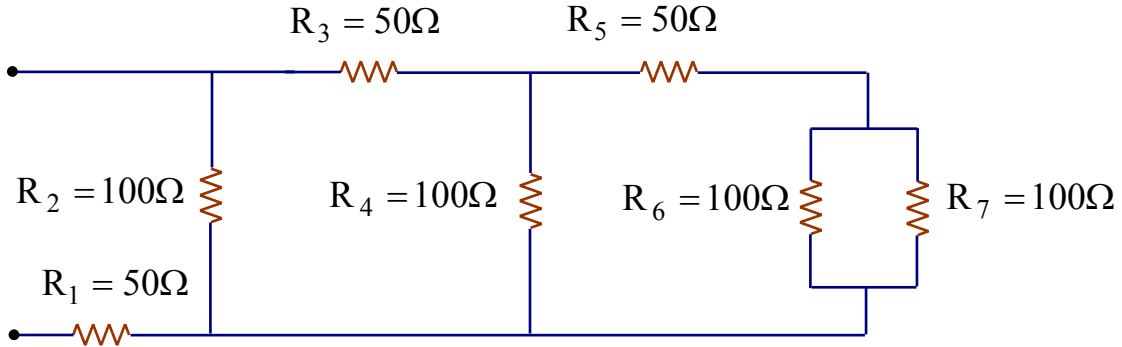 R₃ = 50Ω
R₅ = 50Ω
R₂ = 100Ω
R₄ = 100Ω
R₆ = 100Ω
R₇ = 100Ω
R₁ = 50Ω